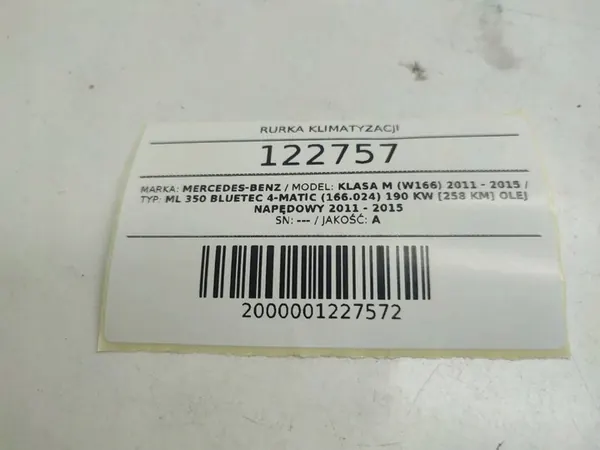 RURKA KLIMATYZACJI
122757
MARKA: MERCEDES-BENZ / MODEL: KLASA M (W166) 2011 - 2015 /
TYP: ML 350 BLUETEC 4-MATIC (166.024) 190 KW [258 KM] OLEJ
NAPĘDOWY 2011 - 2015
SN: --- / JAKOŚĆ: A
2000001227572